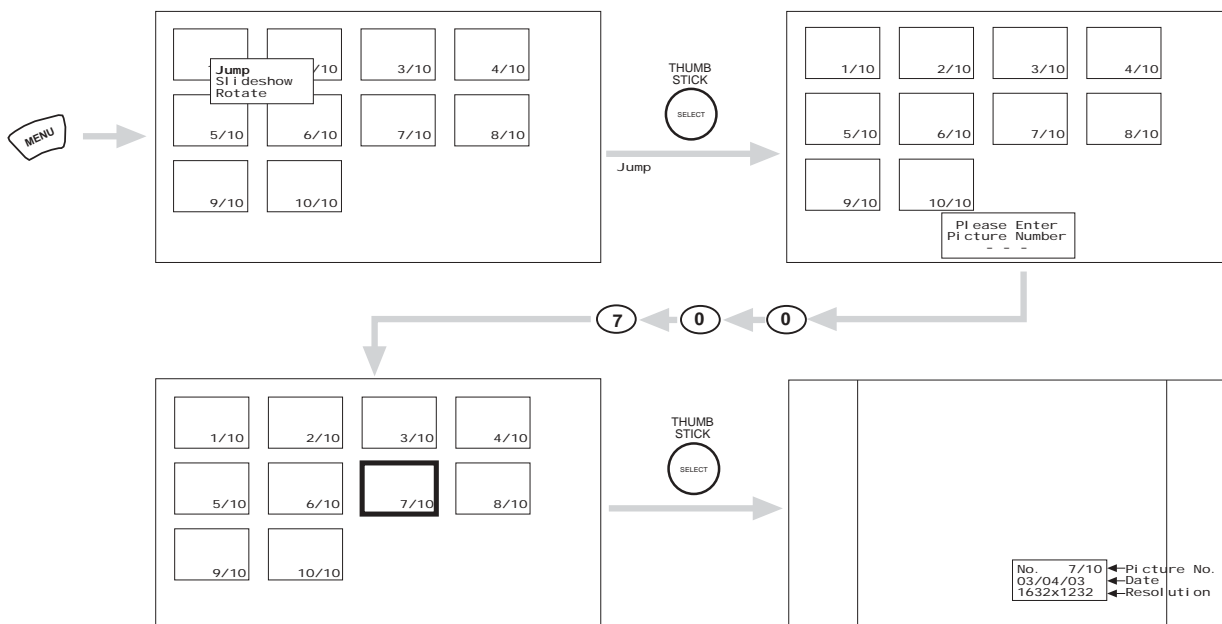 MENU
1/10
Jump
Slideshow
Rotate
/10 3/10 4/10
5/10 6/10 7/10 8/10
9/10 10/10
THUMB
STICK
SELECT
Jump
1/10 2/10 3/10 4/10
5/10 6/10 7/10 8/10
9/10 10/10
Please Enter
Picture Number
- - -
7 0 0
1/10 2/10 3/10 4/10
5/10 6/10 7/10 8/10
9/10 10/10
THUMB
STICK
SELECT
No. 7/10 Picture No.
03/04/03 Date
1632x1232 Resolution